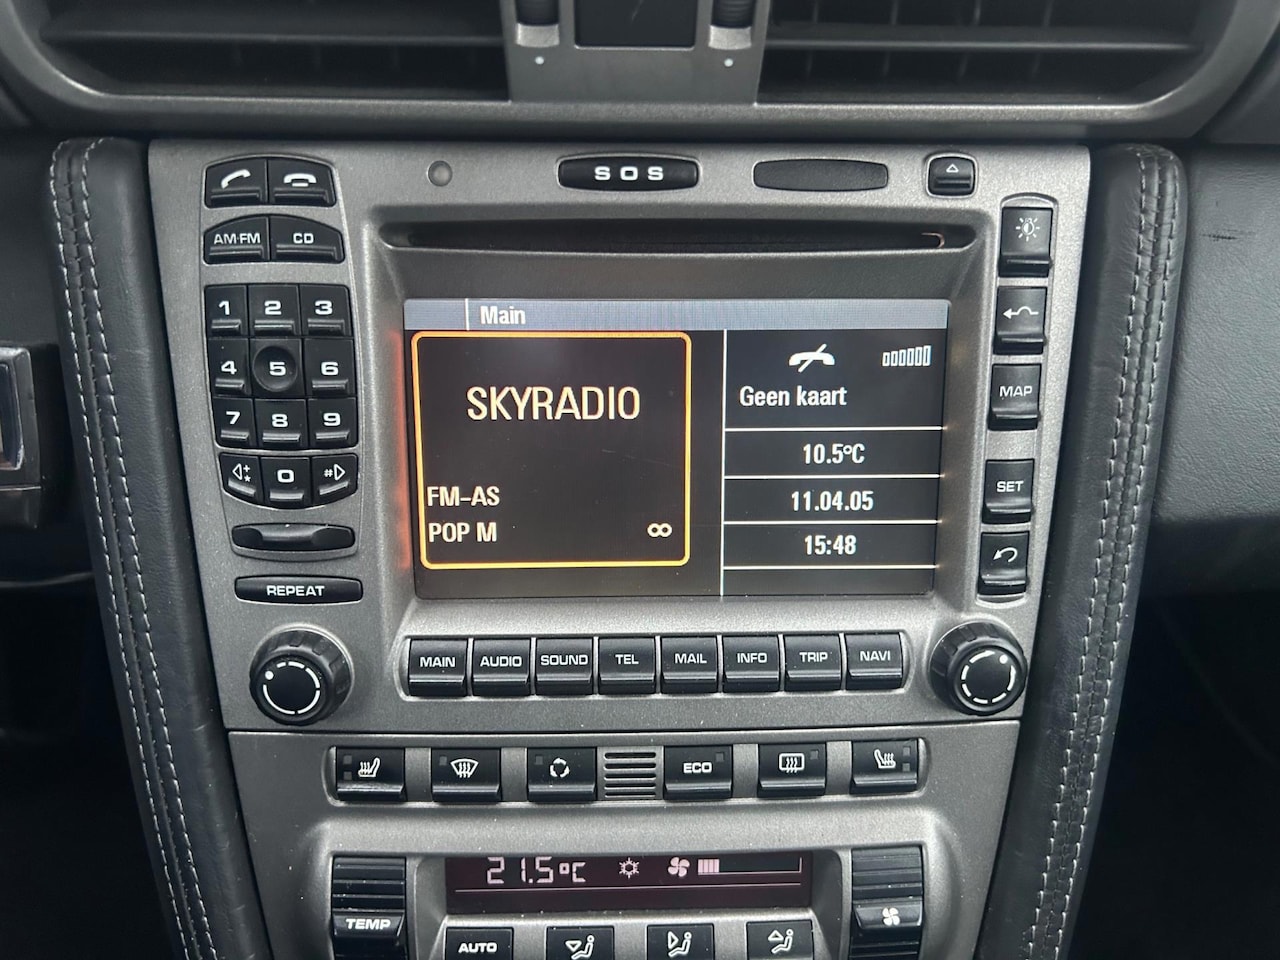 SOS
AM·FM CD
1 2 3
4 5 6
7 8 9
*+ 0 #
REPEAT
Main
SKYRADIO
FM-AS
POP M ∞
Geen kaart
10.5°C
11.04.05
15:48
MAP
SET
MAIN AUDIO SOUND TEL MAIL INFO TRIP NAVI
ECO
21.5°C
TEMP
AUTO